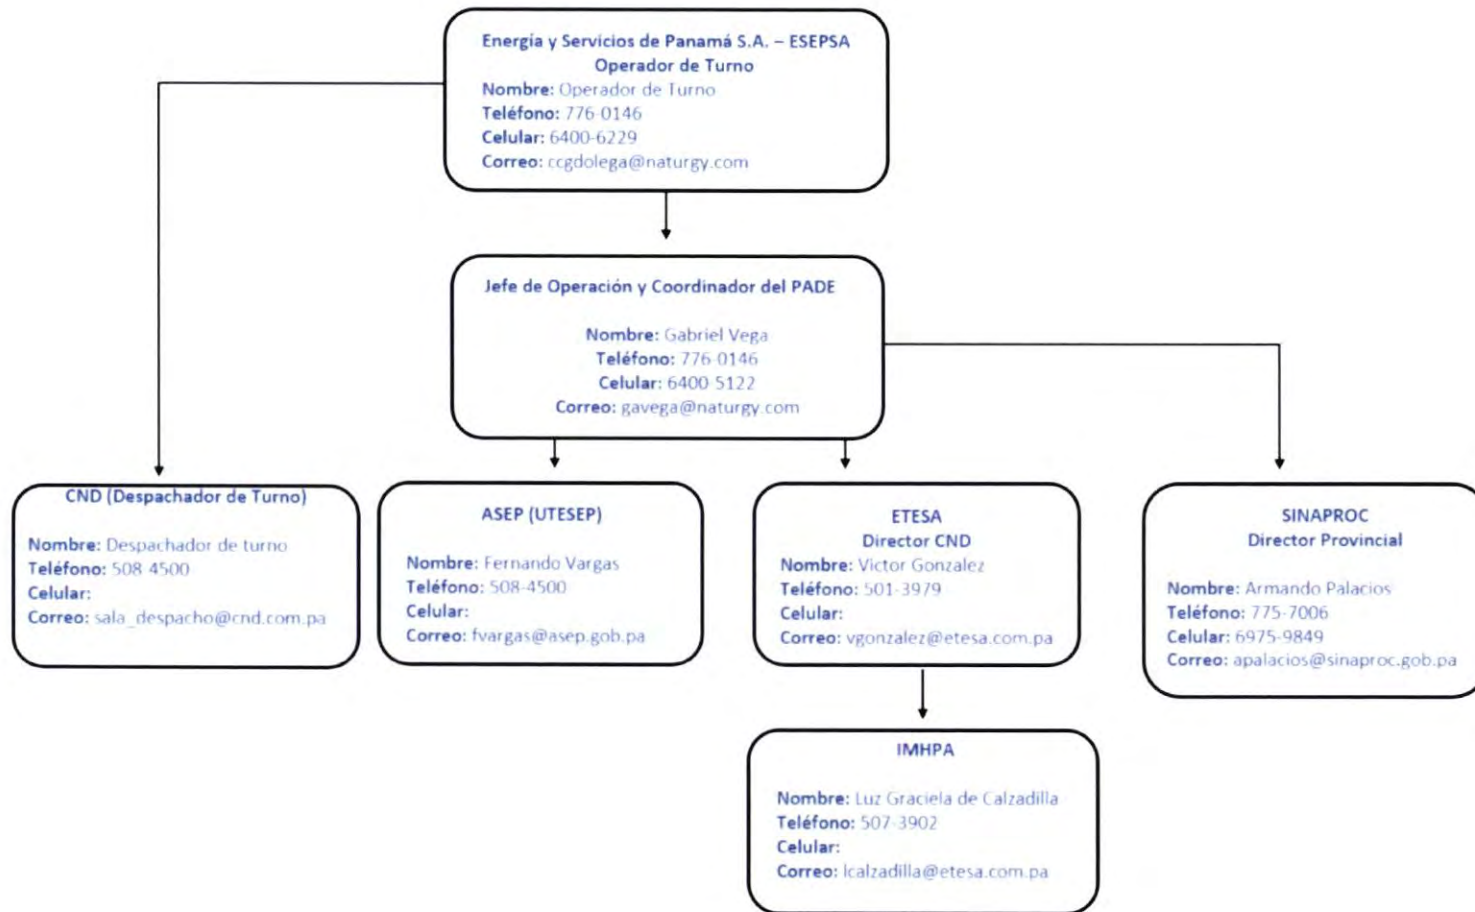 Energía y Servicios de Panamá S.A. – ESEPSA
Operador de Turno
Nombre: Operador de Turno
Teléfono: 776-0146
Celular: 6400-6229
Correo: ccgdolega@naturgy.com
Jefe de Operación y Coordinador del PADE
Nombre: Gabriel Vega
Teléfono: 776-0146
Celular: 6400-5122
Correo: gavega@naturgy.com
CND (Despachador de Turno)
Nombre: Despachador de turno
Teléfono: 508-4500
Celular:
Correo: sala_despacho@cnd.com.pa
ASEP (UTESEP)
Nombre: Fernando Vargas
Teléfono: 508-4500
Celular:
Correo: fvargas@asep.gob.pa
ETESA
Director CND
Nombre: Victor Gonzalez
Teléfono: 501-3979
Celular:
Correo: vgonzalez@etesa.com.pa
SINAPROC
Director Provincial
Nombre: Armando Palacios
Teléfono: 775-7006
Celular: 6975-9849
Correo: apalacios@sinaproc.gob.pa
IMHPA
Nombre: Luz Graciela de Calzadilla
Teléfono: 507-3902
Celular:
Correo: lcalzadilla@etesa.com.pa